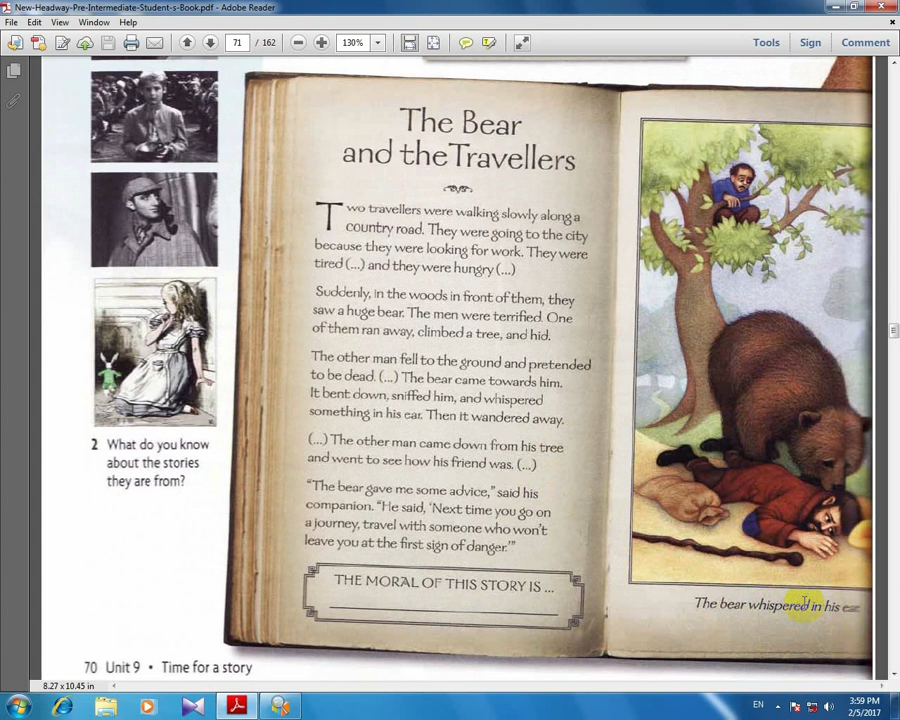 New-Headway-Pre-Intermediate-Student-s-Book.pdf - Adobe Reader
File Edit View Window Help
71 / 162 130% Tools Sign Comment
The Bear
and the Travellers
Two travellers were walking slowly along a
country road. They were going to the city
because they were looking for work. They were
tired (...) and they were hungry (...)
Suddenly, in the woods in front of them, they
saw a huge bear. The men were terrified. One
of them ran away, climbed a tree, and hid.
The other man fell to the ground and pretended
to be dead. (...) The bear came towards him.
It bent down, sniffed him, and whispered
something in his ear. Then it wandered away.
(...) The other man came down from his tree
and went to see how his friend was. (...)
“The bear gave me some advice,” said his
companion. “He said, ‘Next time you go on
a journey, travel with someone who won’t
leave you at the first sign of danger.’”
THE MORAL OF THIS STORY IS ...
The bear whispered in his ear
2 What do you know
about the stories
they are from?
70 Unit 9 • Time for a story
8.27 x 10.45 in
EN
3:59 PM
2/5/2017